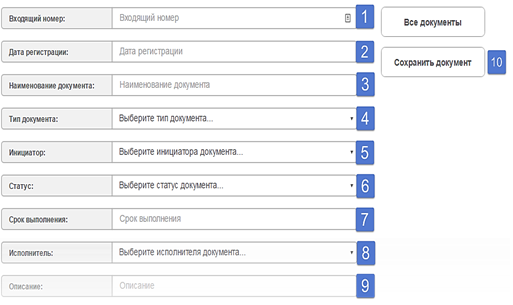 Входящий номер: Входящий номер 1 Все документы
Дата регистрации: Дата регистрации 2
Сохранить документ 10
Наименование документа: Наименование документа 3
Тип документа: Выберите тип документа... 4
Инициатор: Выберите инициатора документа... 5
Статус: Выберите статус документа... 6
Срок выполнения: Срок выполнения 7
Исполнитель: Выберите исполнителя документа... 8
Описание: Описание 9